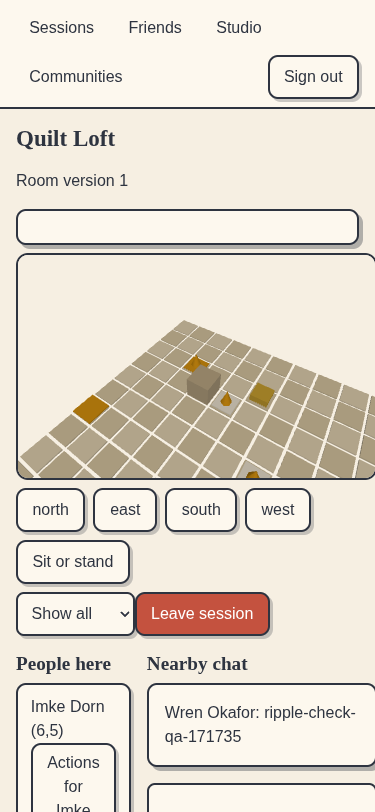 Sessions Friends Studio
Communities Sign out
Quilt Loft
Room version 1
north east south west
Sit or stand
Show all Leave session
People here Nearby chat
Imke Dorn
(6,5)
Actions
for
Imke
Wren Okafor: ripple-check-
qa-171735